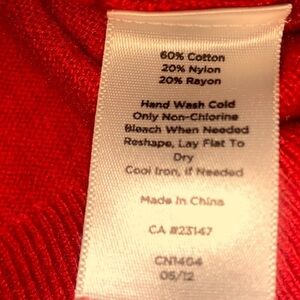 60% Cotton
20% Nylon
20% Rayon
Hand Wash Cold
Only Non-Chlorine
Bleach When Needed
Reshape, Lay Flat To
Dry
Cool Iron, If Needed
Made In China
CA #23147
CN1404
05/12